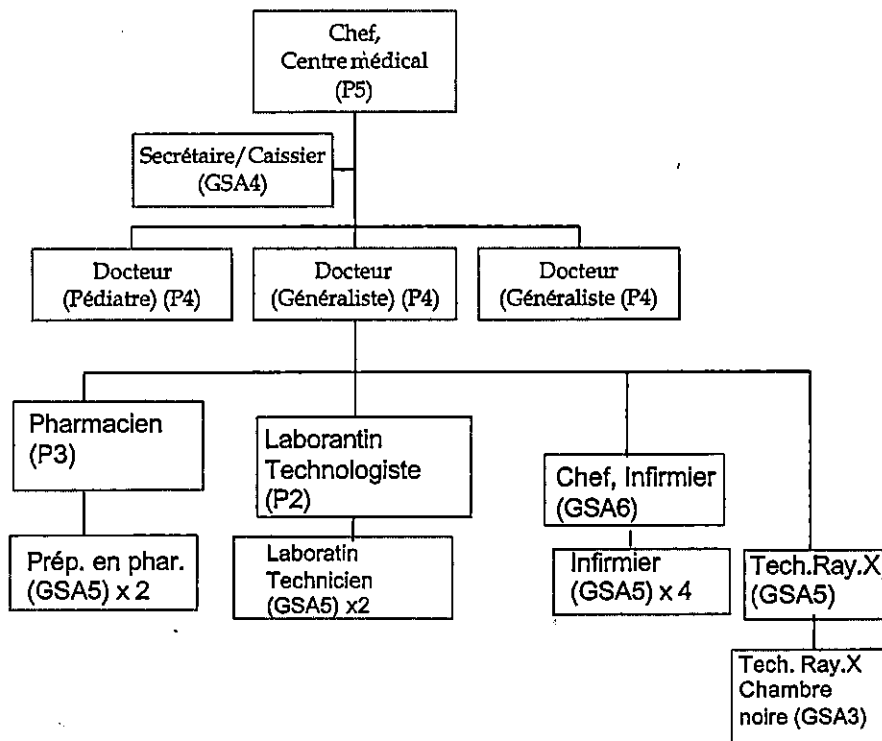 Chef,
Centre médical
(P5)
Secrétaire/Caissier
(GSA4)
Docteur
(Pédiatre) (P4)
Docteur
(Généraliste) (P4)
Docteur
(Généraliste (P4)
Pharmacien
(P3)
Laborantin
Technologiste
(P2)
Chef, Infirmier
(GSA6)
Prép. en phar.
(GSA5) x 2
Laboratin
Technicien
(GSA5) x2
Infirmier
(GSA5) x 4
Tech.Ray.X
(GSA5)
Tech. Ray.X
Chambre
noire (GSA3)